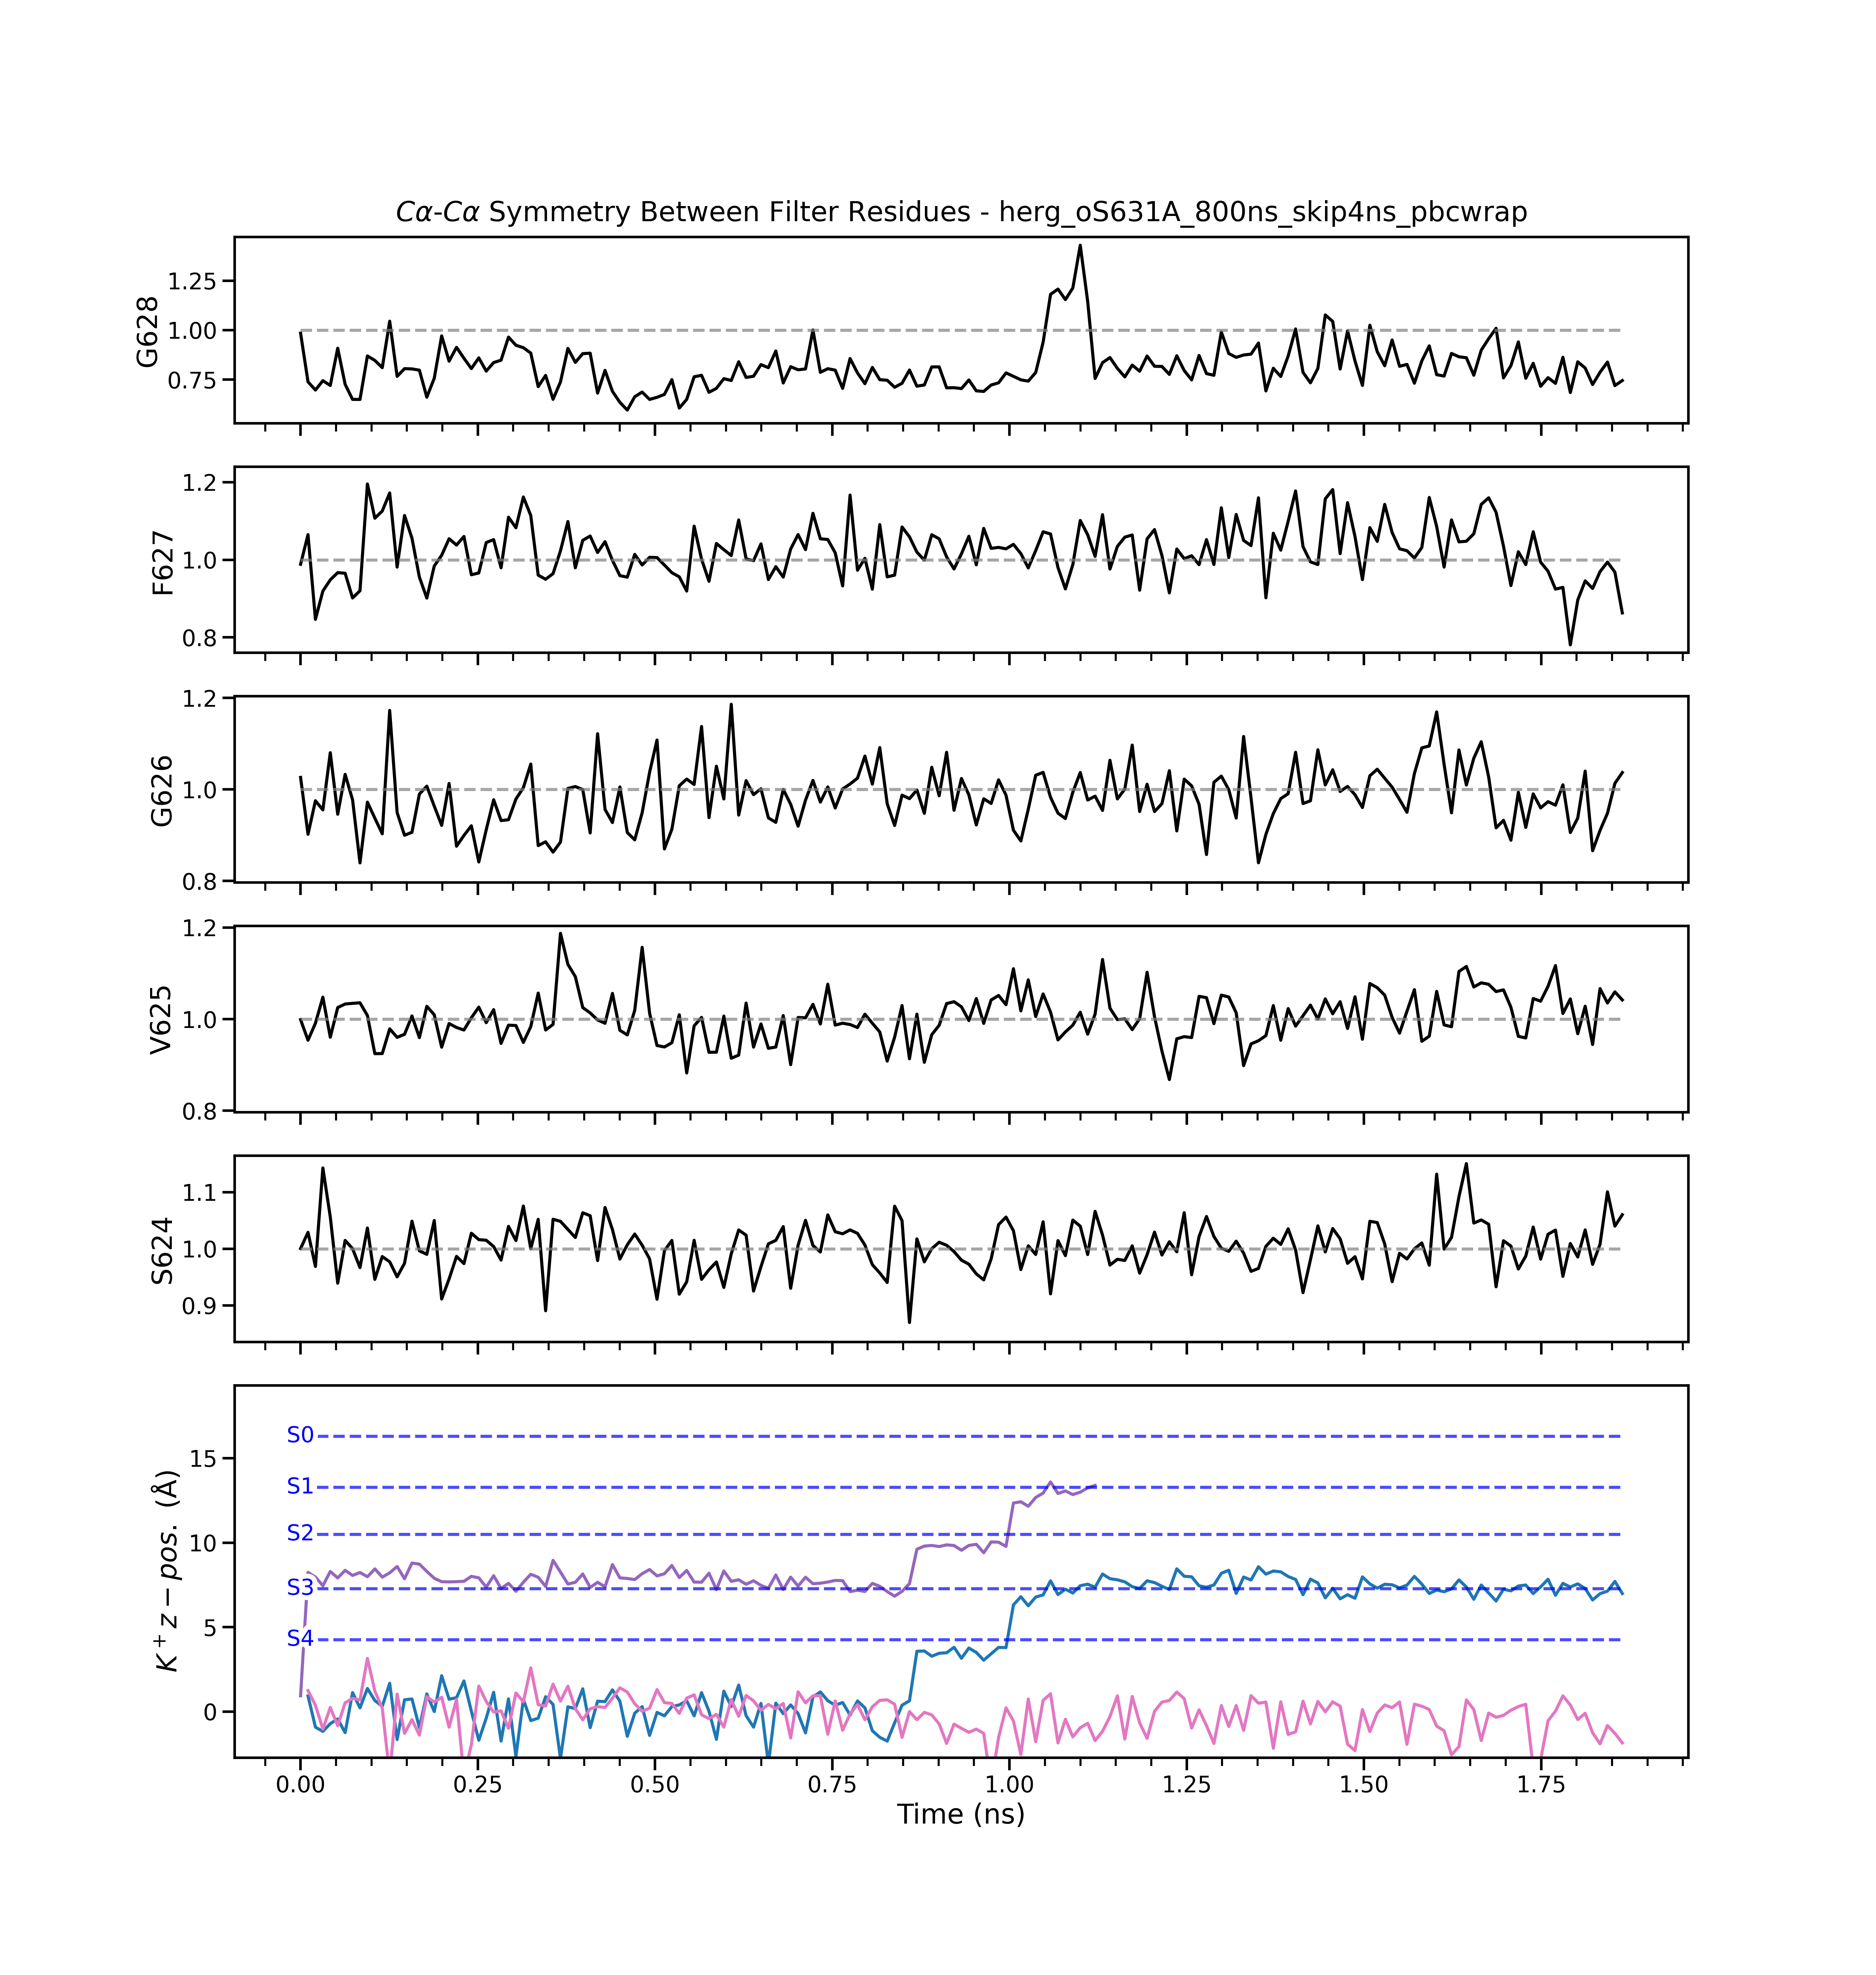 Cα-Cα Symmetry Between Filter Residues - herg_oS631A_800ns_skip4ns_pbcwrap
G628
1.25
1.00
0.75
F627
1.2
1.0
0.8
G626
1.2
1.0
0.8
V625
1.2
1.0
0.8
S624
1.1
1.0
0.9
K⁺ z − pos. (Å)
15
10
5
0
S0
S1
S2
S3
S4
0.00 0.25 0.50 0.75 1.00 1.25 1.50 1.75
Time (ns)